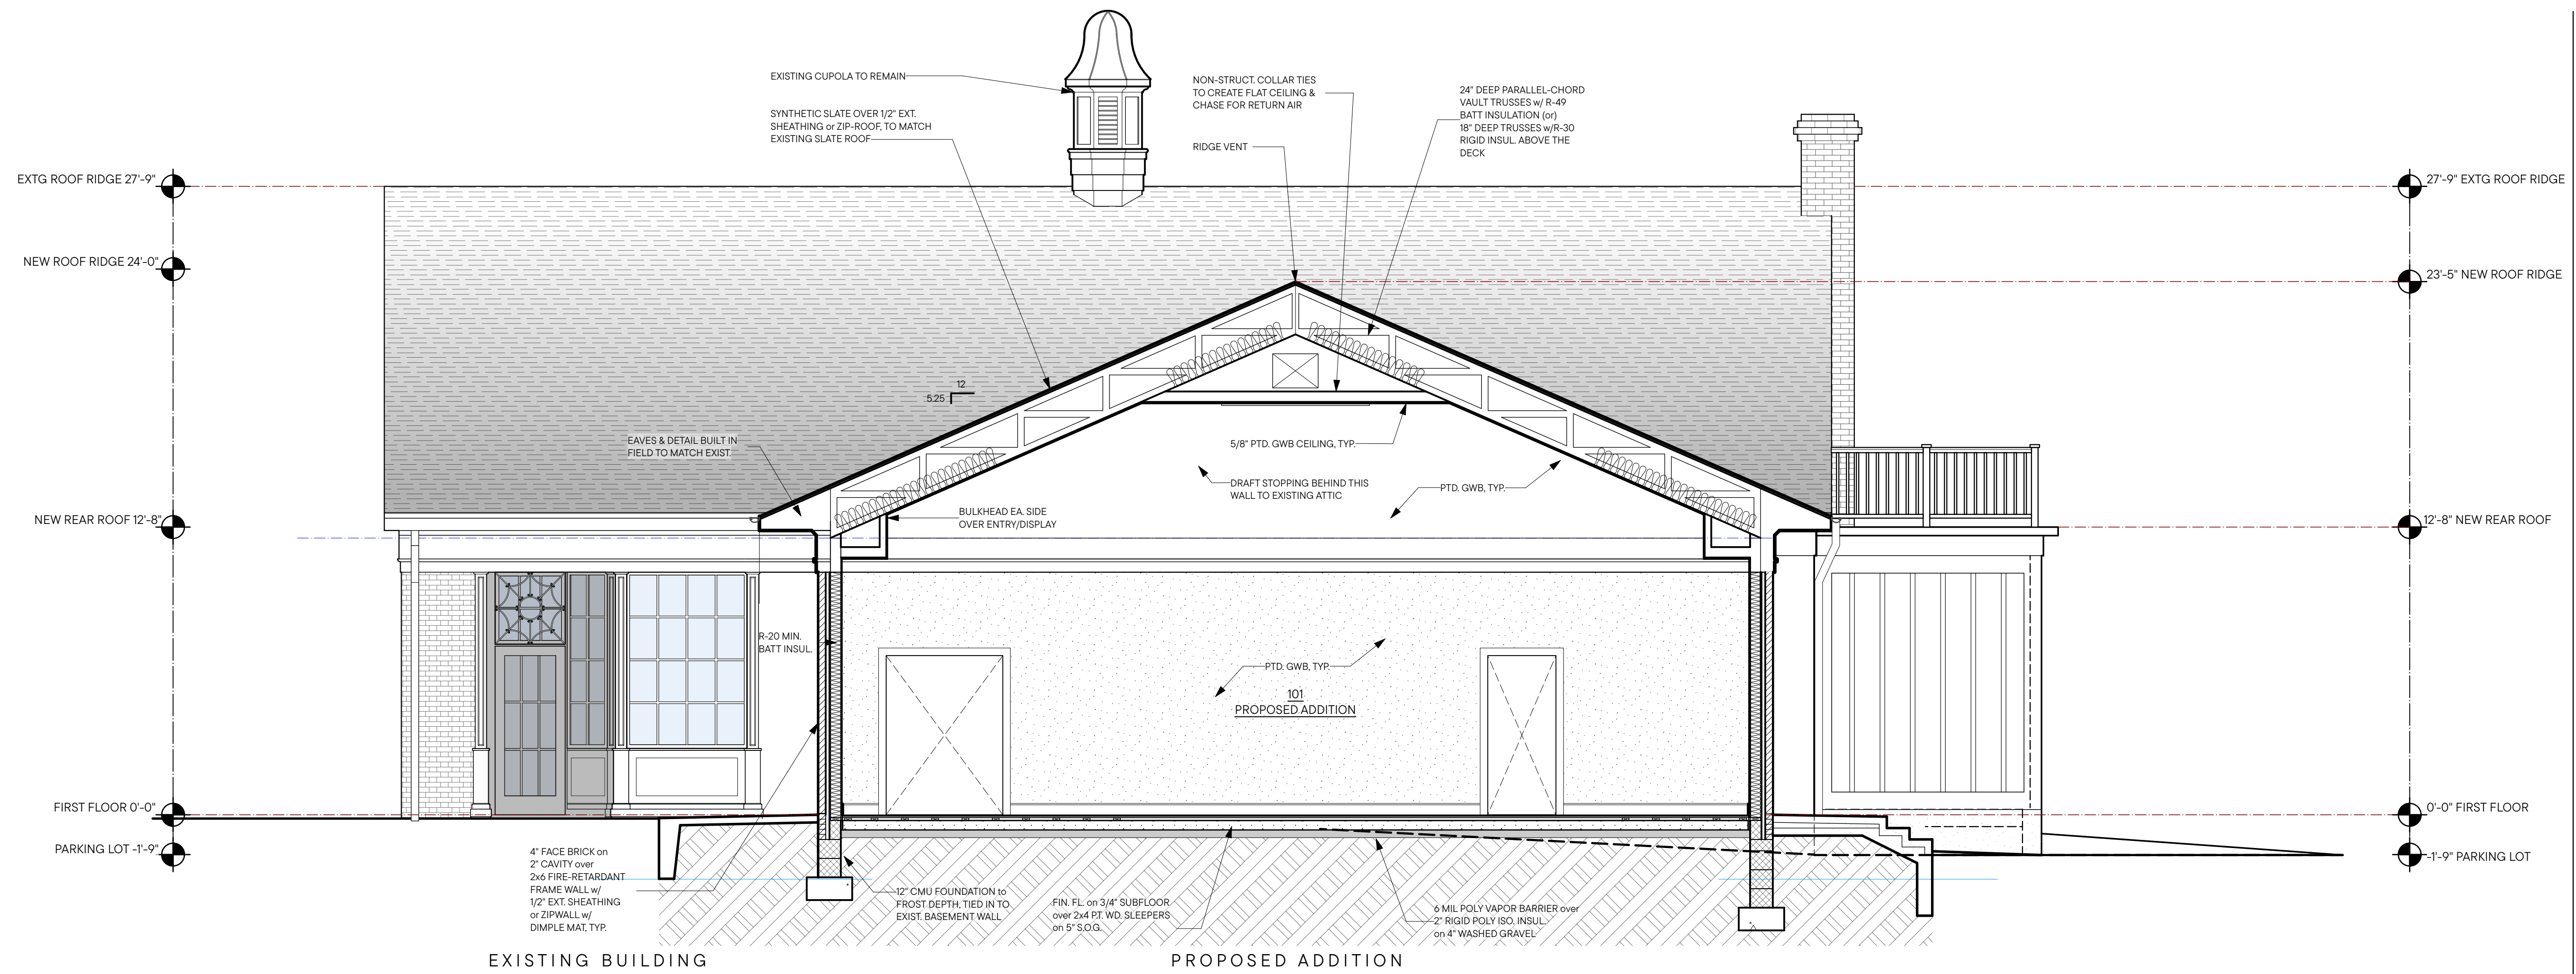 EXISTING CUPOLA TO REMAIN
SYNTHETIC SLATE OVER 1/2" EXT.
SHEATHING or ZIP-ROOF, TO MATCH
EXISTING SLATE ROOF
NON-STRUCT. COLLAR TIES
TO CREATE FLAT CEILING &
CHASE FOR RETURN AIR
RIDGE VENT
24" DEEP PARALLEL-CHORD
VAULT TRUSSES w/ R-49
BATT INSULATION (or)
18" DEEP TRUSSES w/R-30
RIGID INSUL. ABOVE THE
DECK
EXTG ROOF RIDGE 27'-9"
27'-9" EXTG ROOF RIDGE
NEW ROOF RIDGE 24'-0"
23'-5" NEW ROOF RIDGE
12
5.25
EAVES & DETAIL BUILT IN
FIELD TO MATCH EXIST.
5/8" PTD. GWB CEILING, TYP.
DRAFT STOPPING BEHIND THIS
WALL TO EXISTING ATTIC
PTD. GWB, TYP.
BULKHEAD EA. SIDE
OVER ENTRY/DISPLAY
NEW REAR ROOF 12'-8"
12'-8" NEW REAR ROOF
R-20 MIN.
BATT INSUL.
PTD. GWB, TYP.
101
PROPOSED ADDITION
FIRST FLOOR 0'-0"
0'-0" FIRST FLOOR
PARKING LOT -1'-9"
-1'-9" PARKING LOT
4" FACE BRICK on
2" CAVITY over
2x6 FIRE-RETARDANT
FRAME WALL w/
1/2" EXT. SHEATHING
or ZIPWALL w/
DIMPLE MAT, TYP.
12" CMU FOUNDATION to
FROST DEPTH, TIED IN TO
EXIST. BASEMENT WALL
FIN. FL. on 3/4" SUBFLOOR
over 2x4 P.T. WD. SLEEPERS
on 5" S.O.G.
6 MIL POLY VAPOR BARRIER over
2" RIGID POLY ISO. INSUL.
on 4" WASHED GRAVEL
EXISTING BUILDING
PROPOSED ADDITION